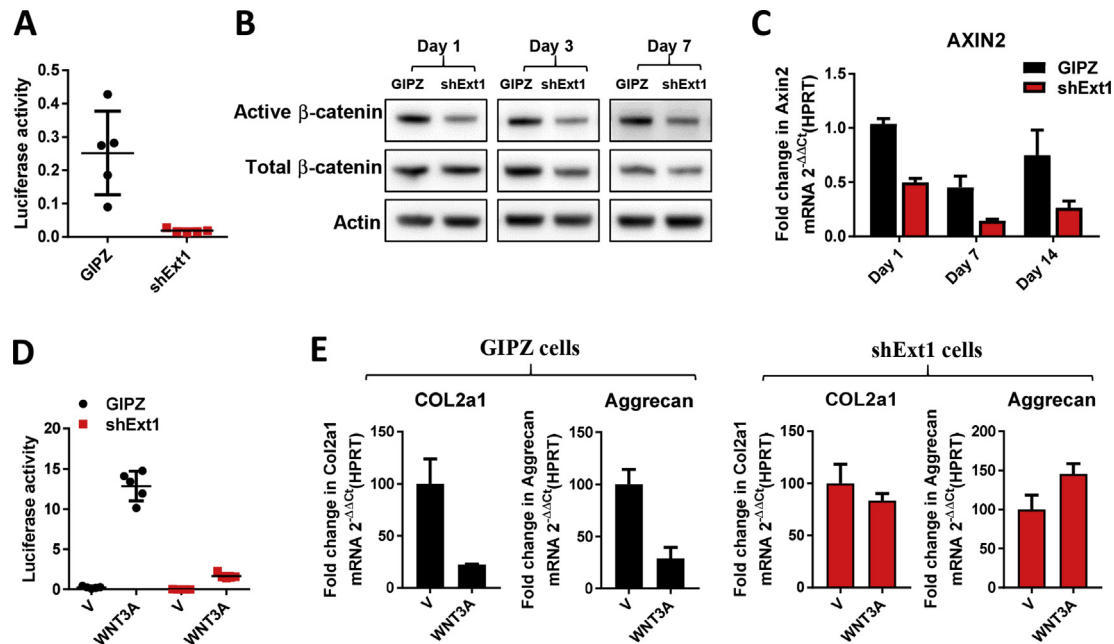 A
Luciferase activity
0.5
0.4
0.3
0.2
0.1
0.0
GIPZ
shExt1
B
Day 1
Day 3
Day 7
GIPZ shExt1
GIPZ shExt1
GIPZ shExt1
Active β-catenin
Total β-catenin
Actin
C
AXIN2
GIPZ
shExt1
Fold change in Axin2
mRNA 2^-ΔΔCt(HPRT)
1.5
1.0
0.5
0.0
Day 1
Day 7
Day 14
D
GIPZ
shExt1
Luciferase activity
20
15
10
5
0
V
WNT3A
V
WNT3A
E
GIPZ cells
COL2a1
Fold change in Col2a1
mRNA 2^-ΔΔCt(HPRT)
150
100
50
0
V
WNT3A
Aggrecan
Fold change in Aggrecan
mRNA 2^-ΔΔCt(HPRT)
150
100
50
0
V
WNT3A
shExt1 cells
COL2a1
Fold change in Col2a1
mRNA 2^-ΔΔCt(HPRT)
150
100
50
0
V
WNT3A
Aggrecan
Fold change in Aggrecan
mRNA 2^-ΔΔCt(HPRT)
200
150
100
50
0
V
WNT3A